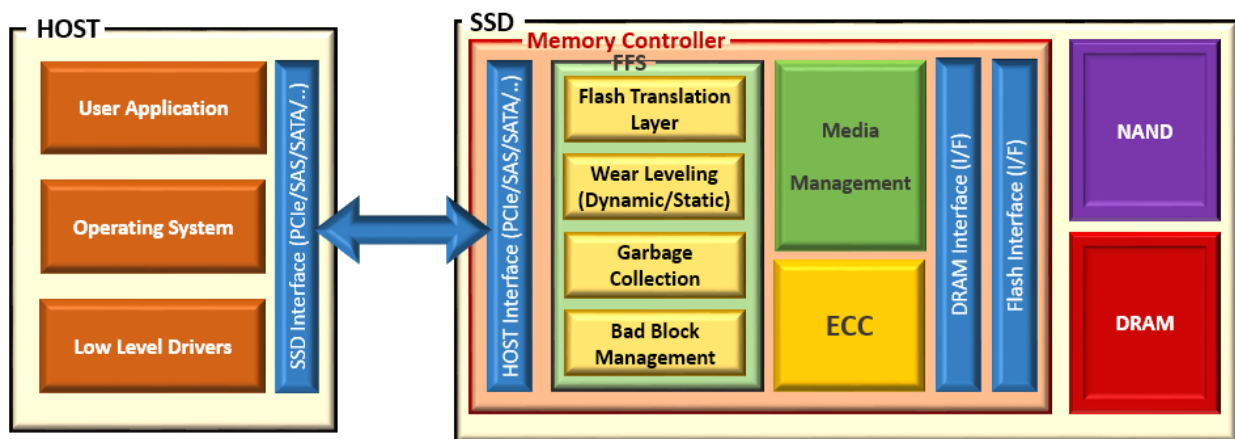 HOST
User Application
Operating System
Low Level Drivers
SSD Interface (PCIe/SAS/SATA/..)
SSD
Memory Controller
HOST Interface (PCIe/SAS/SATA/..)
FFS
Flash Translation
Layer
Wear Leveling
(Dynamic/Static)
Garbage
Collection
Bad Block
Management
Media
Management
ECC
DRAM Interface (I/F)
Flash Interface (I/F)
NAND
DRAM